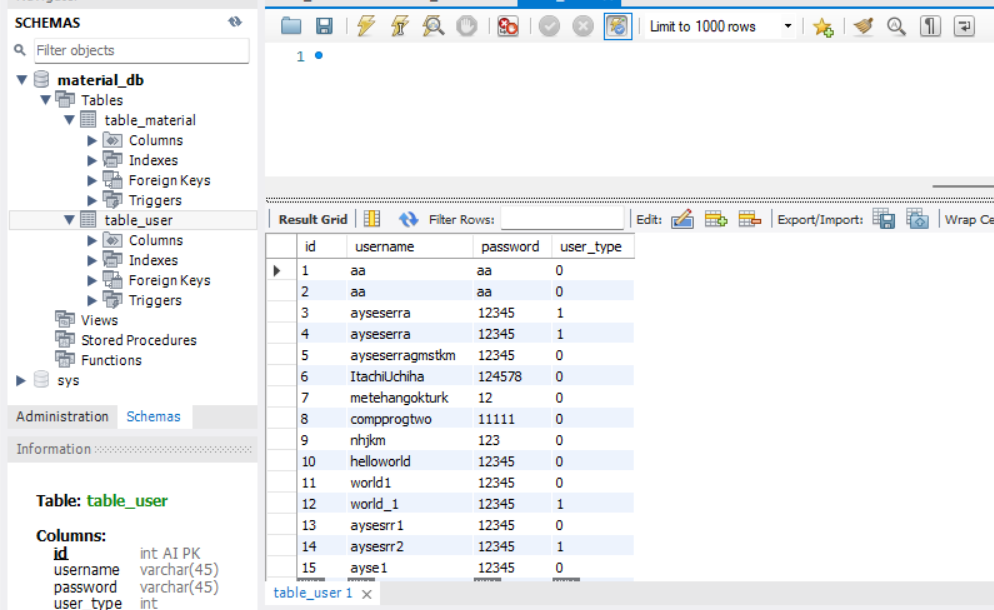 SCHEMAS
Filter objects
material_db
Tables
table_material
Columns
Indexes
Foreign Keys
Triggers
table_user
Columns
Indexes
Foreign Keys
Triggers
Views
Stored Procedures
Functions
sys
Administration Schemas
Information
Table: table_user
Columns:
id int AI PK
username varchar(45)
password varchar(45)
user_type int
Limit to 1000 rows
1
Result Grid Filter Rows: Edit: Export/Import: Wrap Ce
id username password user_type
1 aa aa 0
2 aa aa 0
3 ayseserra 12345 1
4 ayseserra 12345 1
5 ayseserragmstkm 12345 0
6 ItachiUchiha 124578 0
7 metehangokturk 12 0
8 compprogtwo 11111 0
9 nhjkm 123 0
10 helloworld 12345 0
11 world1 12345 0
12 world_1 12345 1
13 aysesrr1 12345 0
14 aysesrr2 12345 1
15 ayse1 12345 0
table_user 1